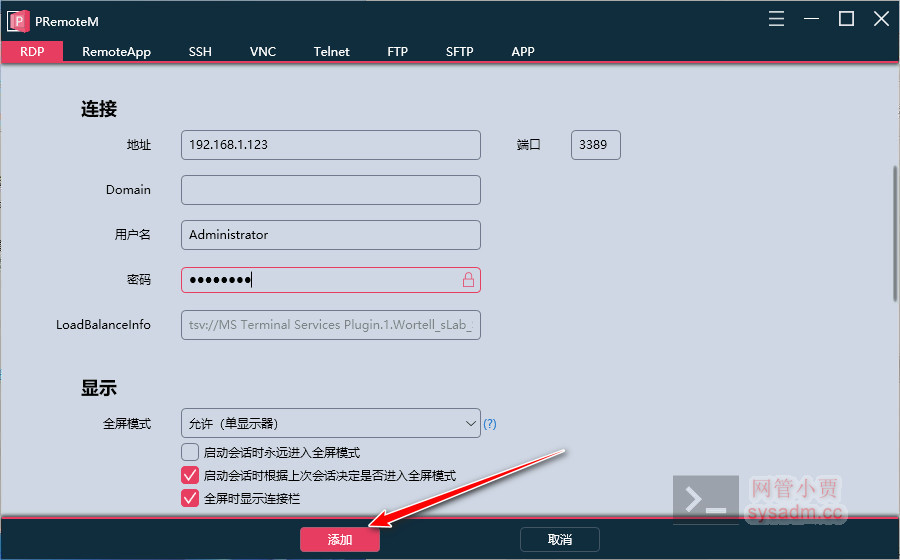 PRemoteM
RDP RemoteApp SSH VNC Telnet FTP SFTP APP
连接
地址 192.168.1.123 端口 3389
Domain
用户名 Administrator
密码 ●●●●●●●●
LoadBalanceInfo tsv://MS Terminal Services Plugin.1.Wortell_sLab_
显示
全屏模式 允许（单显示器） (?)
启动会话时永远进入全屏模式
启动会话时根据上次会话决定是否进入全屏模式
全屏时显示连接栏
网管小贾
sysadm.cc
添加 取消